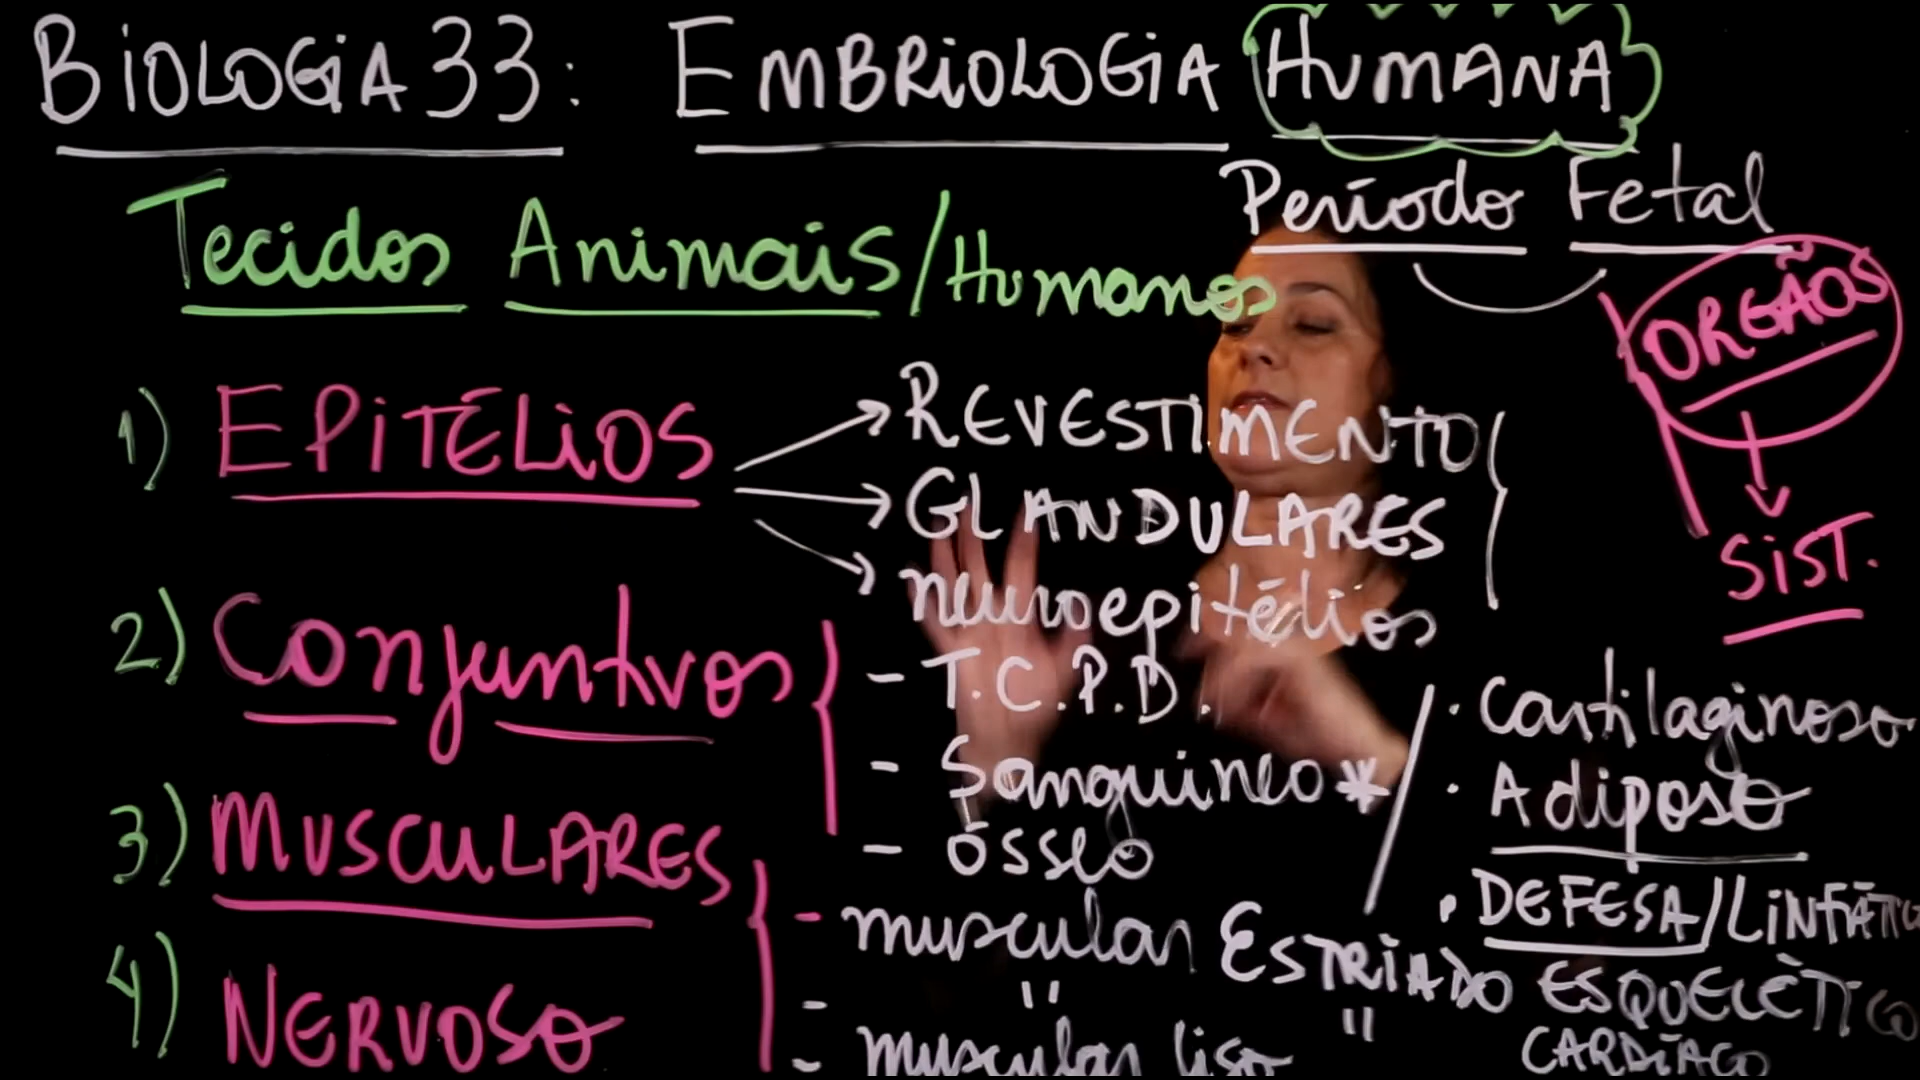 BIOLOGIA 33: EMBRIOLOGIA HUMANA
Período Fetal
Tecidos Animais/Humanos
ORGÃOS
SIST.
1) EPITÉLIOS
REVESTIMENTO
GLANDULARES
neuroepitélios
2) Conjuntivos
- T.C.P.D.
- Sanguíneo *
- ósseo
· Cartilaginoso
· Adiposo
· DEFESA/LINFÁTICO
3) MUSCULARES
- muscular ESTRIADO ESQUELÉTICO
- " " CARDÍACO
- muscular liso
4) NERVOSO